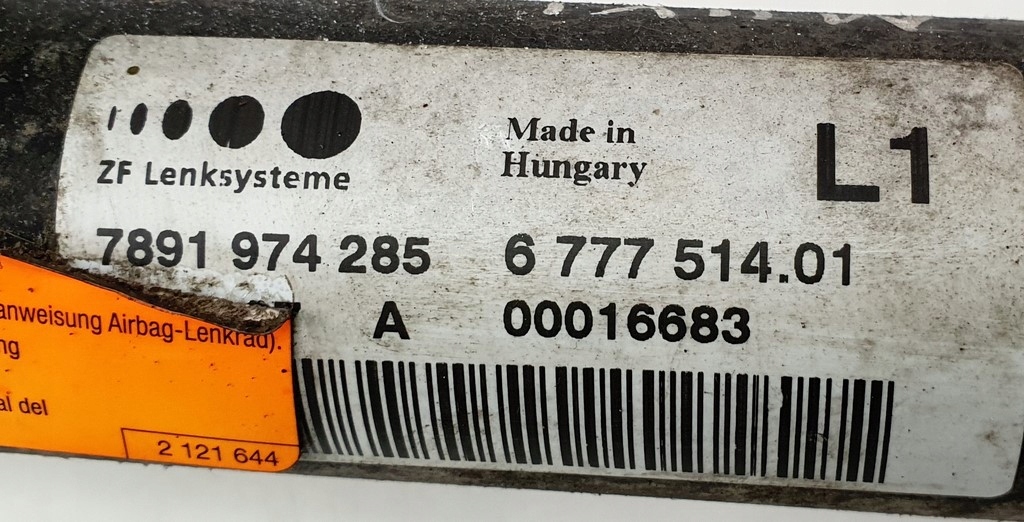 ZF Lenksysteme
Made in
Hungary
L1
7891 974 285
6 777 514.01
A
00016683
anweisung Airbag-Lenkrad).
ng
al del
2 121 644